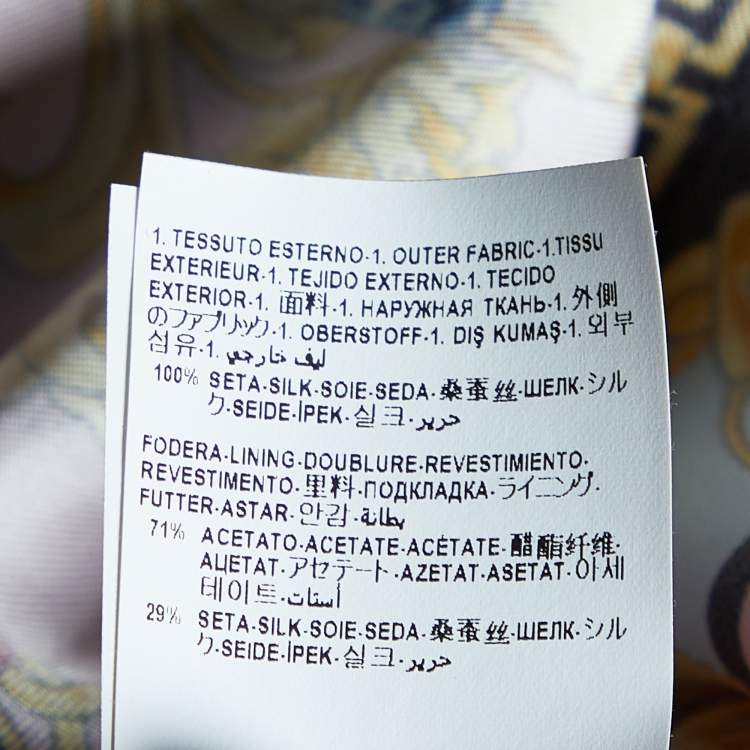 1. TESSUTO ESTERNO-1. OUTER FABRIC-1.TISSU
EXTERIEUR-1. TEJIDO EXTERNO-1. TECIDO
EXTERIOR-1. 面料-1. НАРУЖНАЯ ТКАНЬ-1. 外側
のファブリック-1. OBERSTOFF-1. DIŞ KUMAŞ-1. 외부
섬유-1. ليف خارجي
100% SETA-SILK-SOIE-SEDA-桑蚕丝-ШЕЛК-シル
ク-SEIDE-İPEK-실크-حرير
FODERA-LINING-DOUBLURE-REVESTIMIENTO-
REVESTIMENTO-里料-ПОДКЛАДКА-ライニング-
FUTTER-ASTAR-안감-بطانة
71% ACETATO-ACETATE-ACÉTATE-醋酯纤维-
АЦЕТАТ-アセテート-AZETAT-ASETAT-아세
테이트-أستات
29% SETA-SILK-SOIE-SEDA-桑蚕丝-ШЕЛК-シル
ク-SEIDE-İPEK-실크-حرير